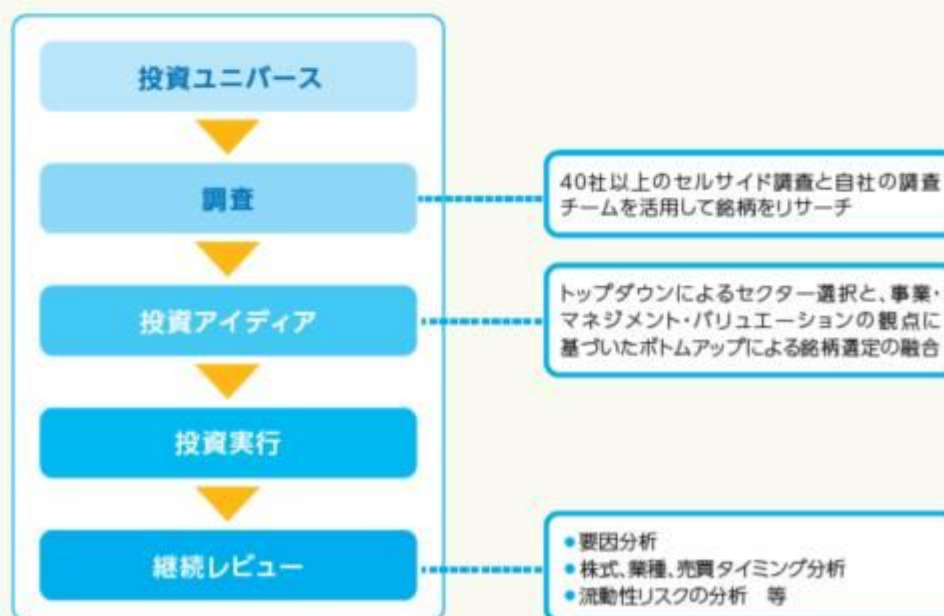 投資ユニバース
調査
40社以上のセルサイド調査と自社の調査
チームを活用して銘柄をリサーチ
投資アイディア
トップダウンによるセクター選択と、事業・
マネジメント・バリュエーションの観点に
基づいたボトムアップによる銘柄選定の融合
投資実行
継続レビュー
●要因分析
●株式、業種、売買タイミング分析
●流動性リスクの分析　等